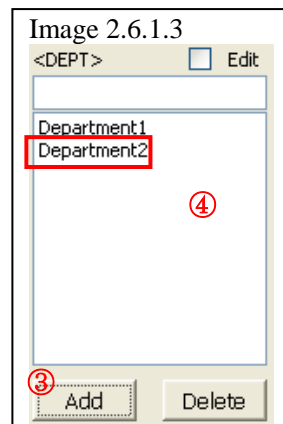 Image 2.6.1.3
<DEPT> Edit
Department1
Department2
④
③
Add Delete